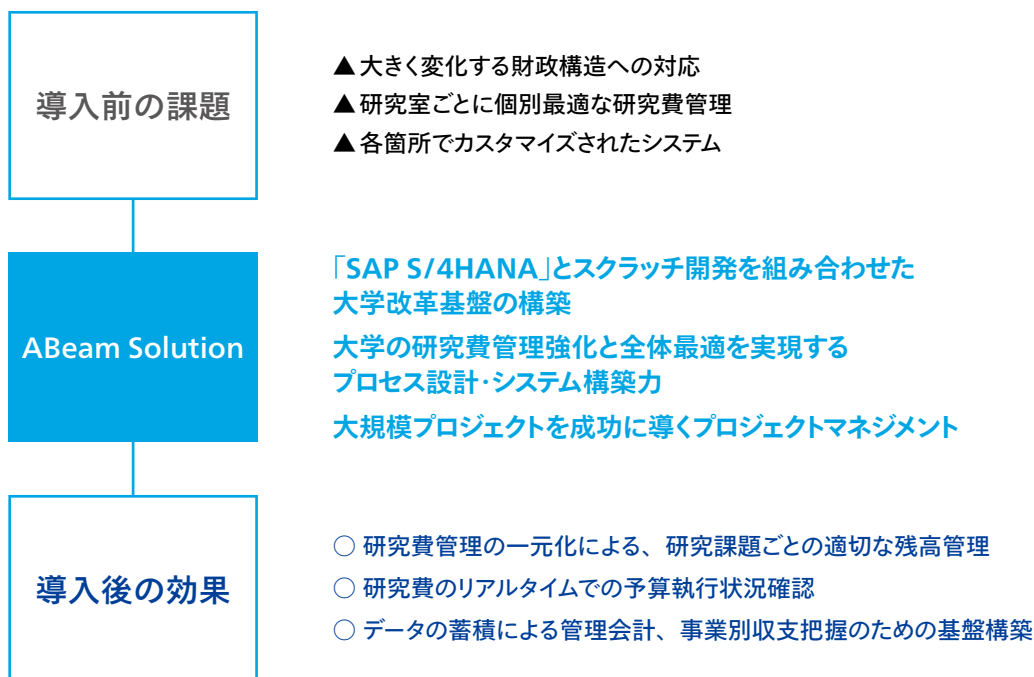 導入前の課題
▲大きく変化する財政構造への対応
▲研究室ごとに個別最適な研究費管理
▲各箇所でカスタマイズされたシステム
ABeam Solution
「SAP S/4HANA」とスクラッチ開発を組み合わせた
大学改革基盤の構築
大学の研究費管理強化と全体最適を実現する
プロセス設計・システム構築力
大規模プロジェクトを成功に導くプロジェクトマネジメント
導入後の効果
○ 研究費管理の一元化による、研究課題ごとの適切な残高管理
○ 研究費のリアルタイムでの予算執行状況確認
○ データの蓄積による管理会計、事業別収支把握のための基盤構築